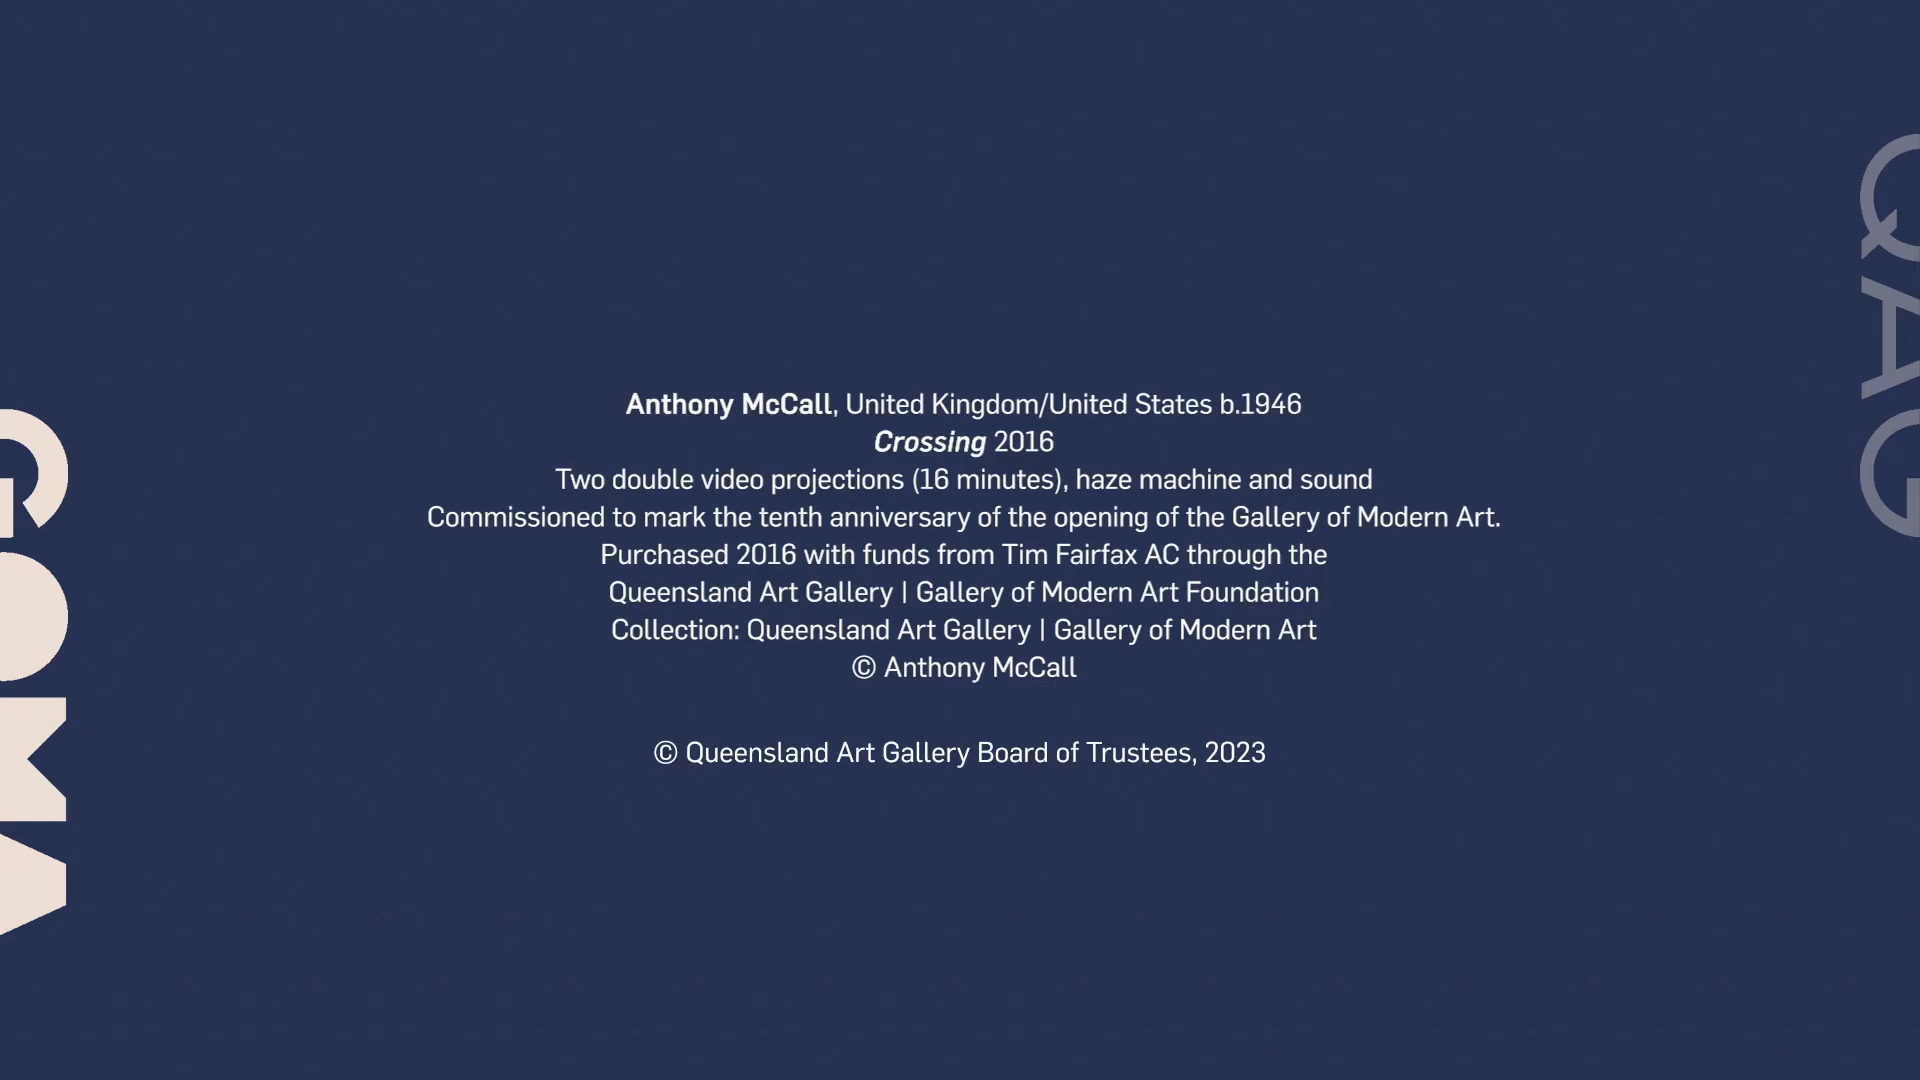 Anthony McCall, United Kingdom/United States b.1946
Crossing 2016
Two double video projections (16 minutes), haze machine and sound
Commissioned to mark the tenth anniversary of the opening of the Gallery of Modern Art.
Purchased 2016 with funds from Tim Fairfax AC through the
Queensland Art Gallery | Gallery of Modern Art Foundation
Collection: Queensland Art Gallery | Gallery of Modern Art
© Anthony McCall
© Queensland Art Gallery Board of Trustees, 2023
GOMA
QAG